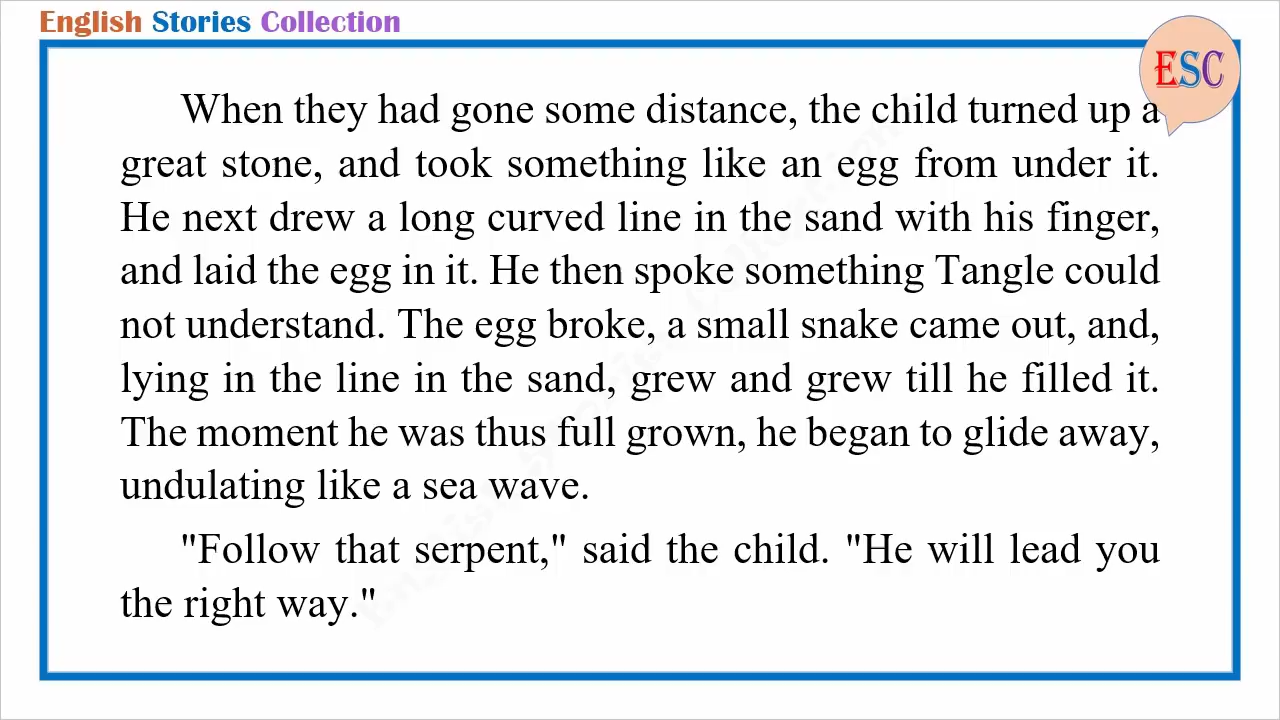 English Stories Collection
ESC
When they had gone some distance, the child turned up a
great stone, and took something like an egg from under it.
He next drew a long curved line in the sand with his finger,
and laid the egg in it. He then spoke something Tangle could
not understand. The egg broke, a small snake came out, and,
lying in the line in the sand, grew and grew till he filled it.
The moment he was thus full grown, he began to glide away,
undulating like a sea wave.
"Follow that serpent," said the child. "He will lead you
the right way."